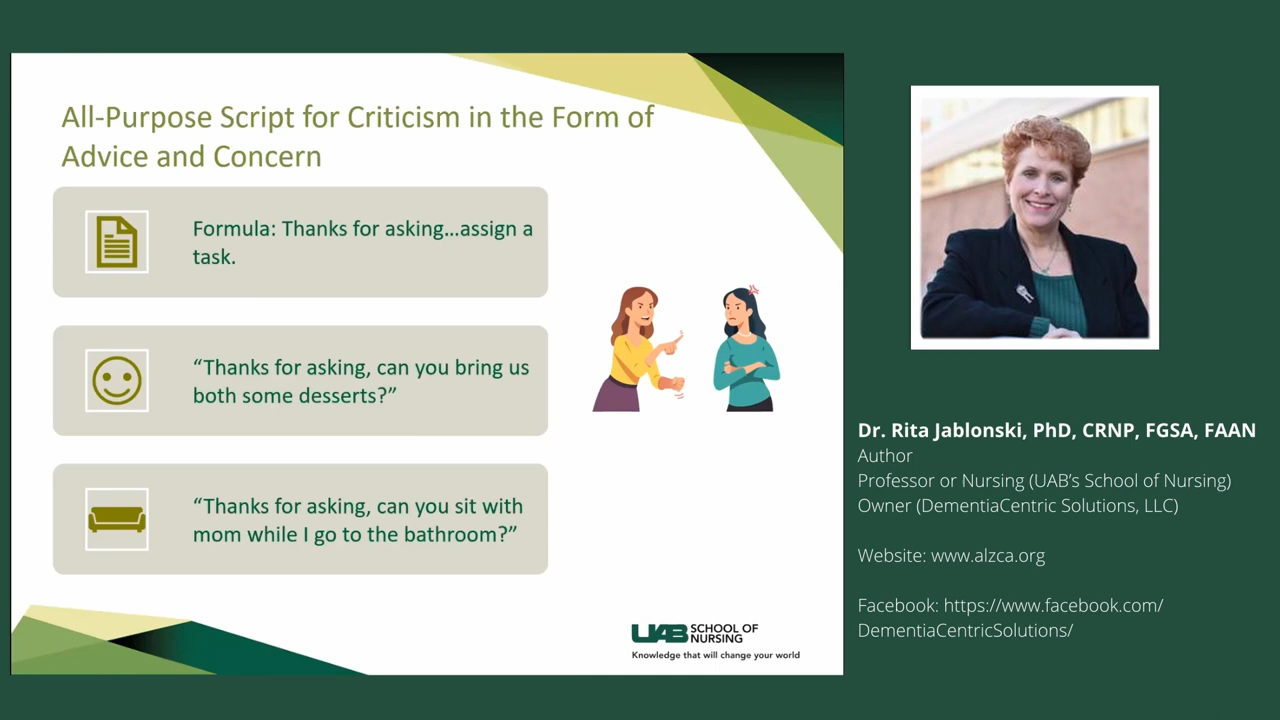 All-Purpose Script for Criticism in the Form of
Advice and Concern
Formula: Thanks for asking...assign a
task.
“Thanks for asking, can you bring us
both some desserts?”
“Thanks for asking, can you sit with
mom while I go to the bathroom?”
UAB SCHOOL OF
NURSING
Knowledge that will change your world
Dr. Rita Jablonski, PhD, CRNP, FGSA, FAAN
Author
Professor or Nursing (UAB’s School of Nursing)
Owner (DementiaCentric Solutions, LLC)
Website: www.alzca.org
Facebook: https://www.facebook.com/
DementiaCentricSolutions/